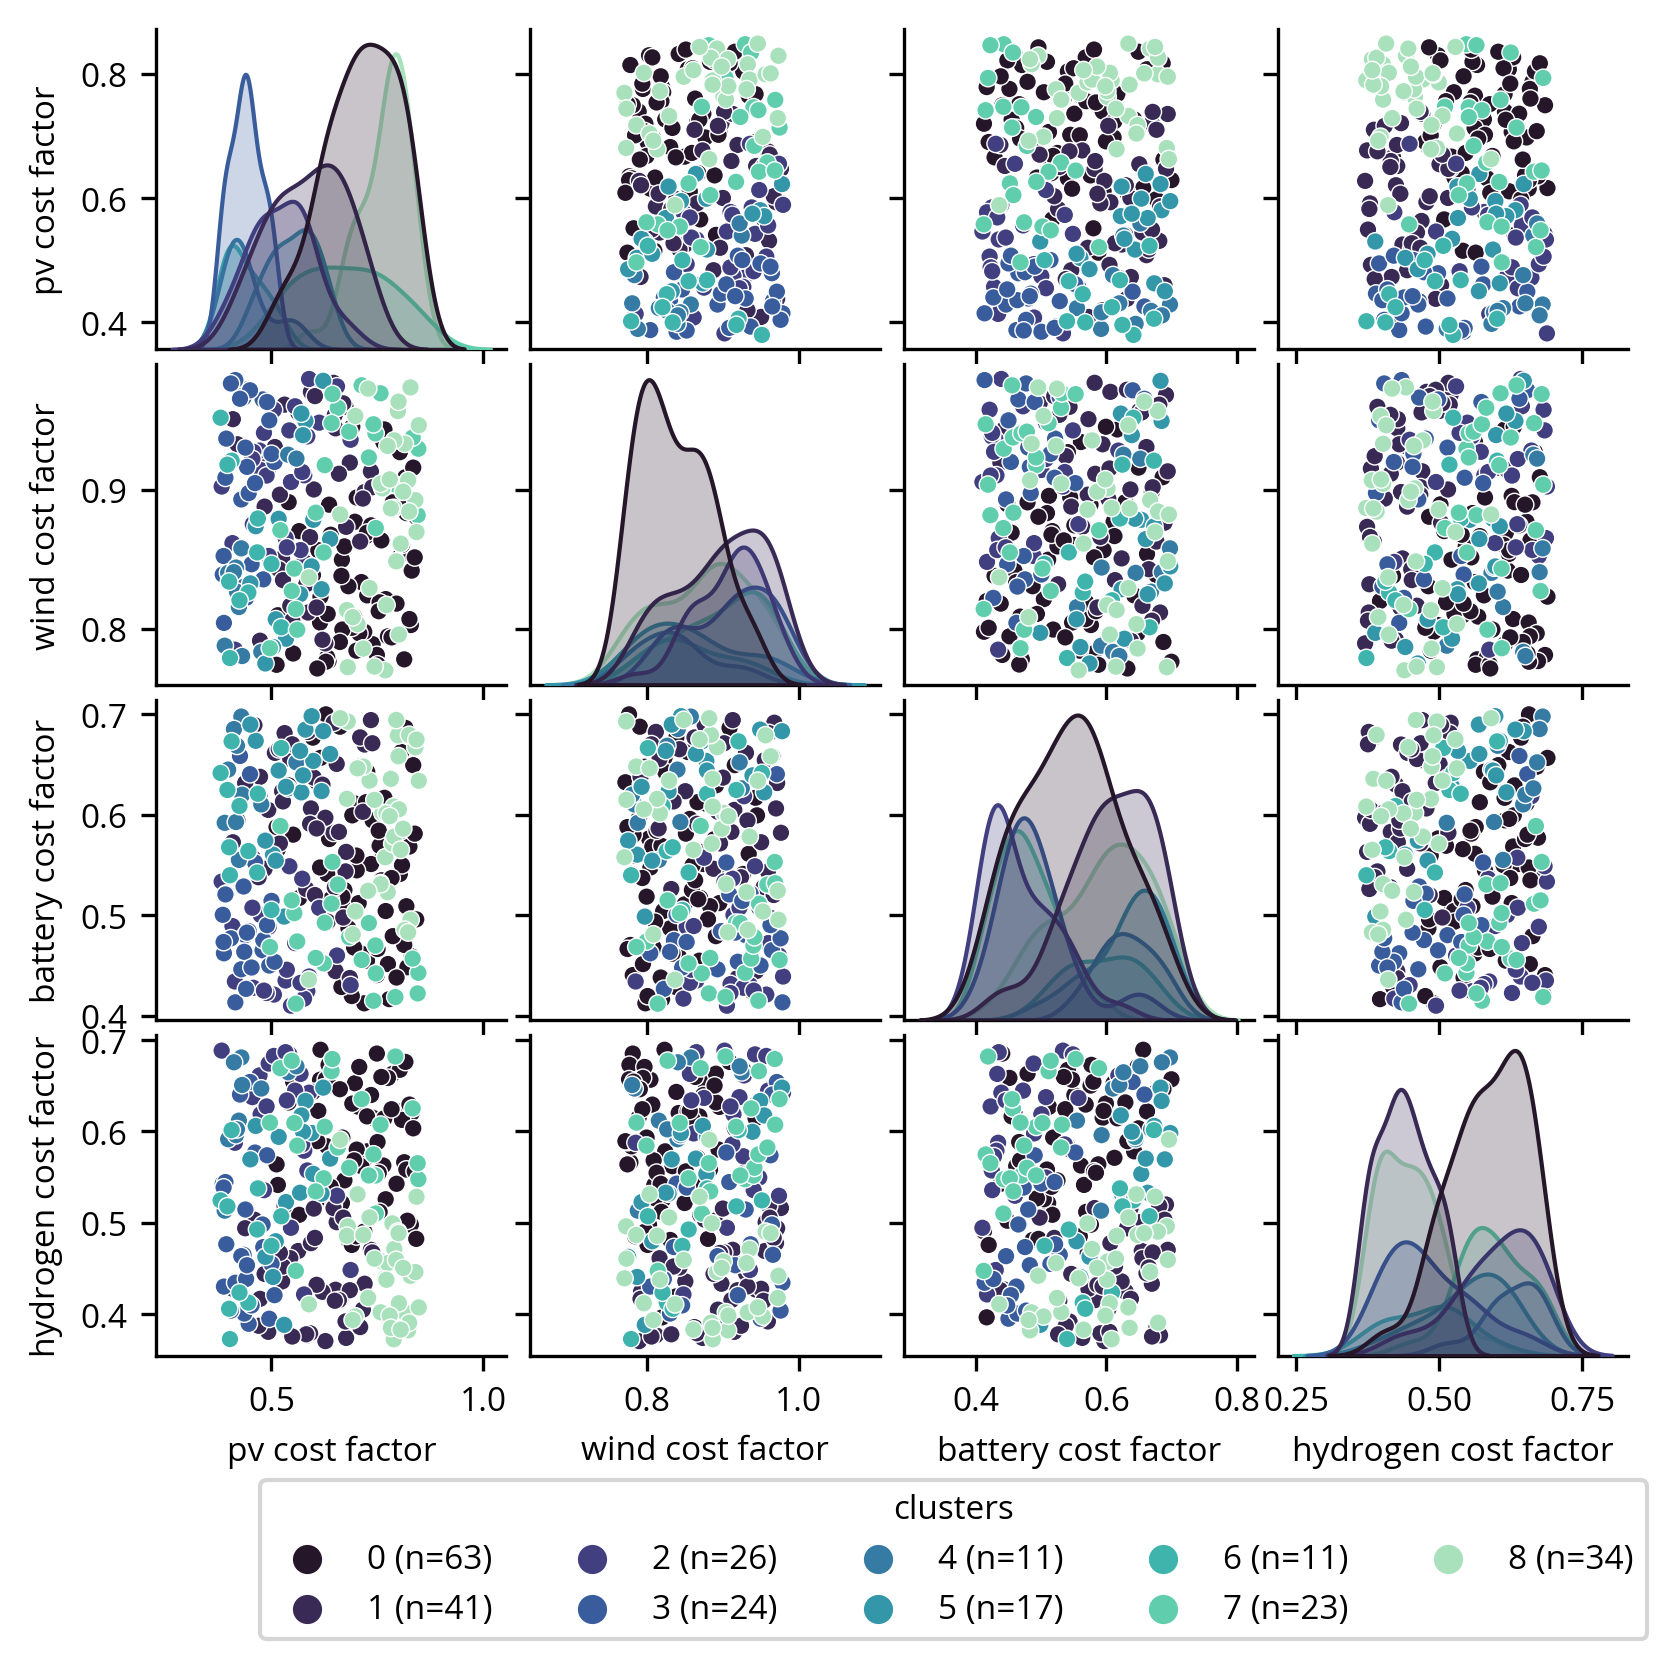 pv cost factor
0.8
0.6
0.4
wind cost factor
0.9
0.8
battery cost factor
0.7
0.6
0.5
0.4
hydrogen cost factor
0.7
0.6
0.5
0.4
0.5 1.0 0.8 1.0 0.4 0.6 0.8 0.25 0.50 0.75
pv cost factor wind cost factor battery cost factor hydrogen cost factor
clusters
0 (n=63) 2 (n=26) 4 (n=11) 6 (n=11) 8 (n=34)
1 (n=41) 3 (n=24) 5 (n=17) 7 (n=23)